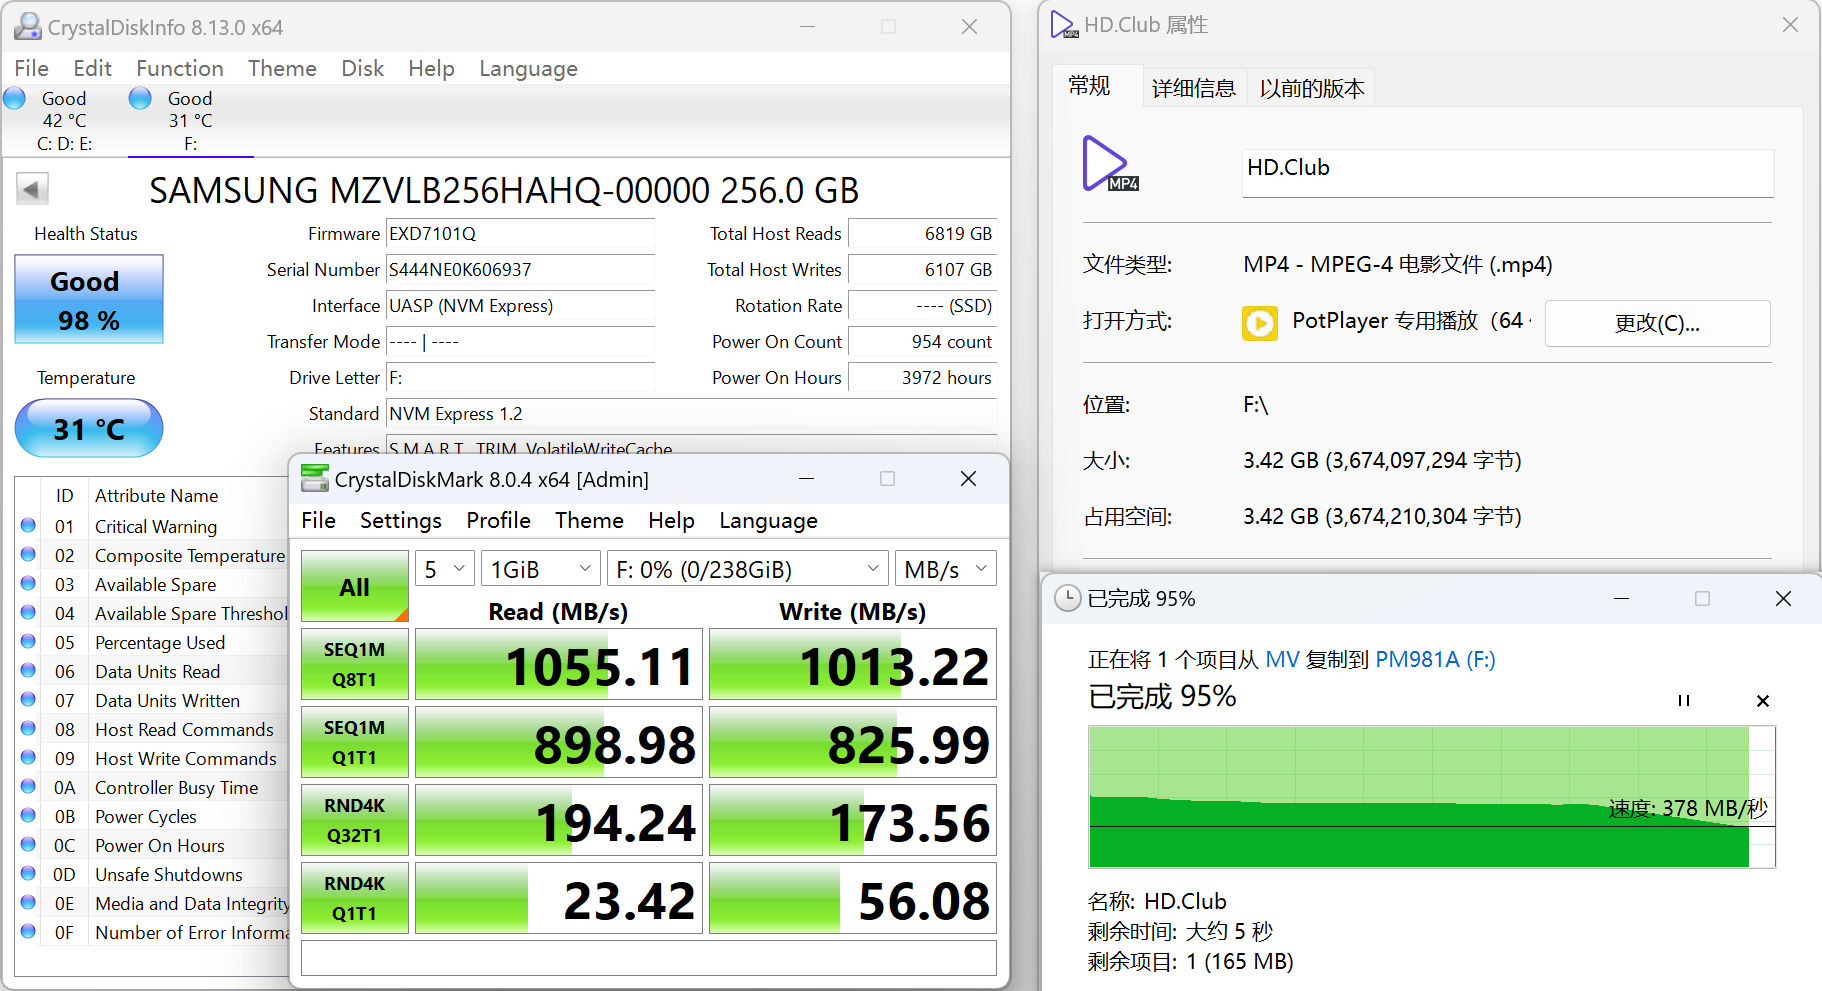 CrystalDiskInfo 8.13.0 x64
File Edit Function Theme Disk Help Language
Good
42 °C
C: D: E:
Good
31 °C
F:
SAMSUNG MZVLB256HAHQ-00000 256.0 GB
Health Status
Good
98 %
Temperature
31 °C
Firmware EXD7101Q
Serial Number S444NE0K606937
Interface UASP (NVM Express)
Transfer Mode ---- | ----
Drive Letter F:
Standard NVM Express 1.2
Features S.M.A.R.T., TRIM, VolatileWriteCache
Total Host Reads 6819 GB
Total Host Writes 6107 GB
Rotation Rate ---- (SSD)
Power On Count 954 count
Power On Hours 3972 hours
ID Attribute Name
01 Critical Warning
02 Composite Temperature
03 Available Spare
04 Available Spare Threshol
05 Percentage Used
06 Data Units Read
07 Data Units Written
08 Host Read Commands
09 Host Write Commands
0A Controller Busy Time
0B Power Cycles
0C Power On Hours
0D Unsafe Shutdowns
0E Media and Data Integrity
0F Number of Error Informa
CrystalDiskMark 8.0.4 x64 [Admin]
File Settings Profile Theme Help Language
All 5 1GiB F: 0% (0/238GiB) MB/s
Read (MB/s) Write (MB/s)
SEQ1M
Q8T1
1055.11 1013.22
SEQ1M
Q1T1
898.98 825.99
RND4K
Q32T1
194.24 173.56
RND4K
Q1T1
23.42 56.08
HD.Club 属性
常规 详细信息 以前的版本
MP4
HD.Club
文件类型: MP4 - MPEG-4 电影文件 (.mp4)
打开方式: PotPlayer 专用播放（64 更改(C)...
位置: F:\
大小: 3.42 GB (3,674,097,294 字节)
占用空间: 3.42 GB (3,674,210,304 字节)
已完成 95%
正在将 1 个项目从 MV 复制到 PM981A (F:)
已完成 95%
速度: 378 MB/秒
名称: HD.Club
剩余时间: 大约 5 秒
剩余项目: 1 (165 MB)